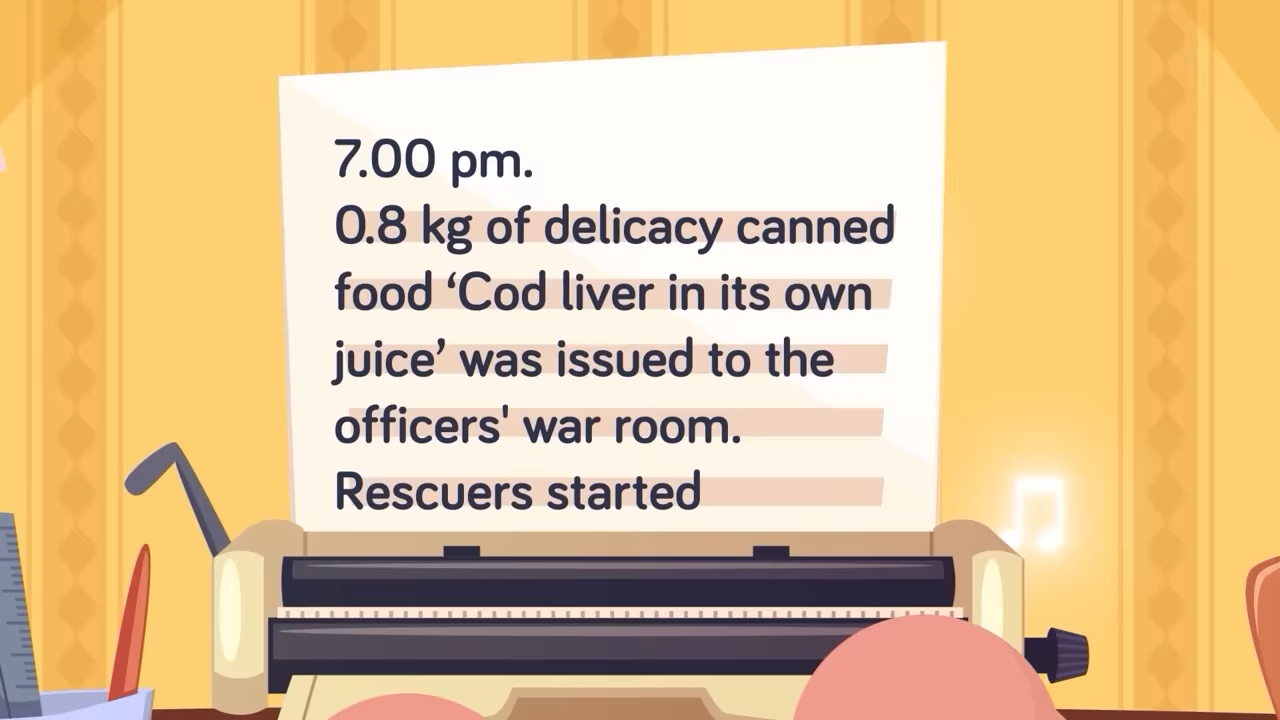 7.00 pm.
0.8 kg of delicacy canned
food ‘Cod liver in its own
juice’ was issued to the
officers' war room.
Rescuers started